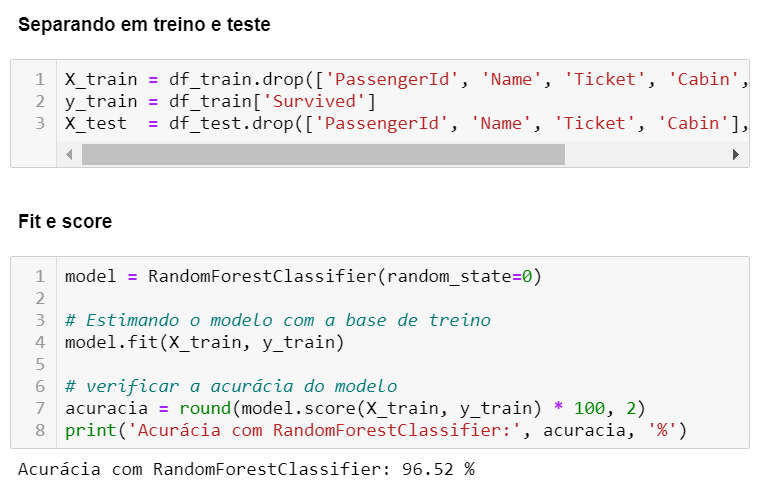 Separando em treino e teste
1 X_train = df_train.drop(['PassengerId', 'Name', 'Ticket', 'Cabin',
2 y_train = df_train['Survived']
3 X_test  = df_test.drop(['PassengerId', 'Name', 'Ticket', 'Cabin'],
Fit e score
1 model = RandomForestClassifier(random_state=0)
2
3 # Estimando o modelo com a base de treino
4 model.fit(X_train, y_train)
5
6 # verificar a acurácia do modelo
7 acuracia = round(model.score(X_train, y_train) * 100, 2)
8 print('Acurácia com RandomForestClassifier:', acuracia, '%')
Acurácia com RandomForestClassifier: 96.52 %